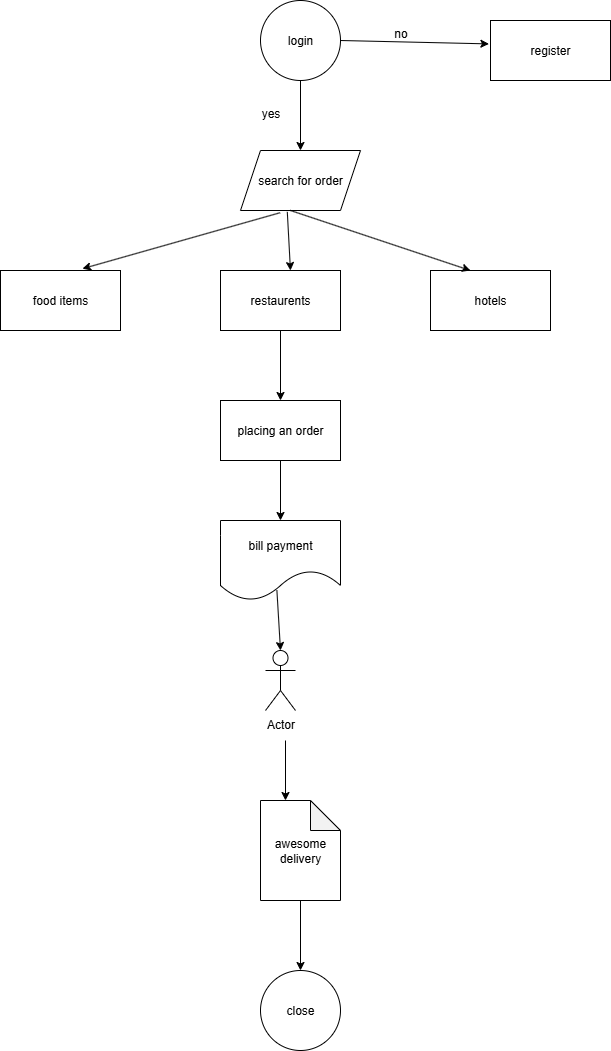 login
no
register
yes
search for order
food items
restaurents
hotels
placing an order
bill payment
Actor
awesome
delivery
close